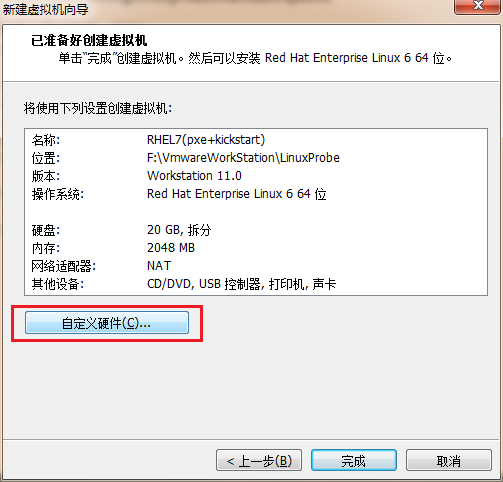 新建虚拟机向导
已准备好创建虚拟机
单击“完成”创建虚拟机。然后可以安装 Red Hat Enterprise Linux 6 64 位。
将使用下列设置创建虚拟机:
名称: RHEL7(pxe+kickstart)
位置: F:\VmwareWorkStation\LinuxProbe
版本: Workstation 11.0
操作系统: Red Hat Enterprise Linux 6 64 位
硬盘: 20 GB, 拆分
内存: 2048 MB
网络适配器: NAT
其他设备: CD/DVD, USB 控制器, 打印机, 声卡
自定义硬件(C)...
< 上一步(B) 完成 取消